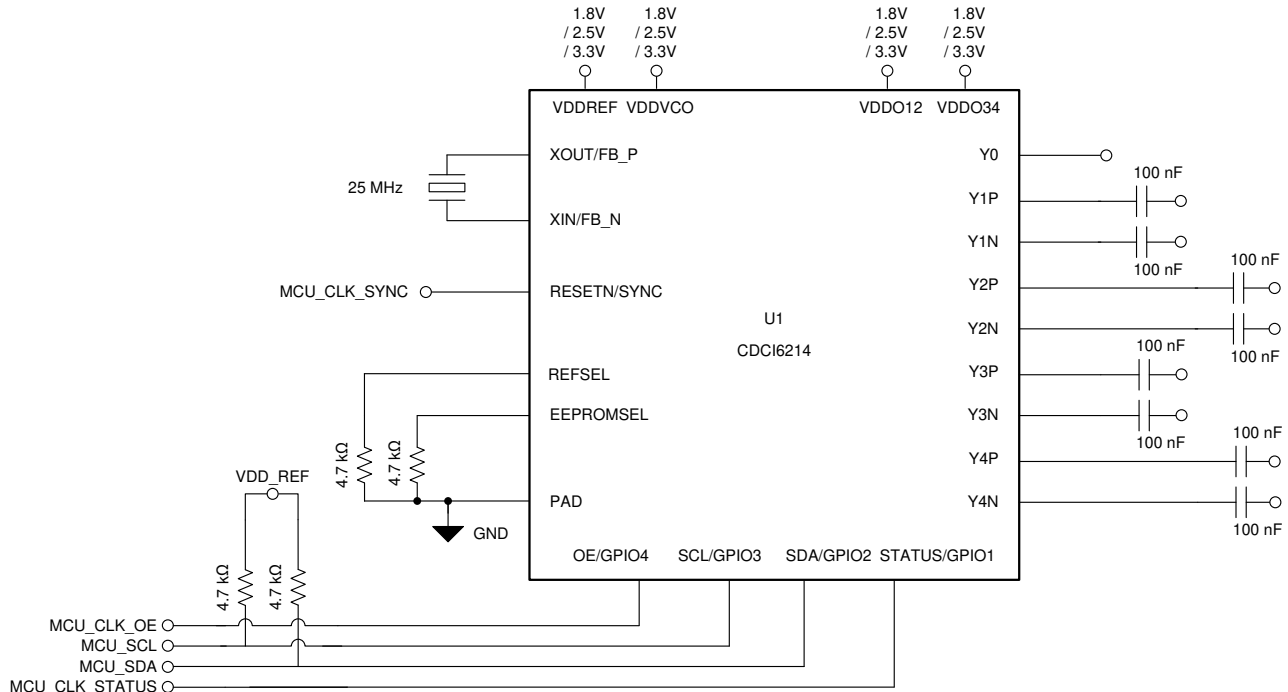 1.8V
/ 2.5V
/ 3.3V
1.8V
/ 2.5V
/ 3.3V
1.8V
/ 2.5V
/ 3.3V
1.8V
/ 2.5V
/ 3.3V
VDDREF VDDVCO VDDO12 VDDO34
XOUT/FB_P
Y0
25 MHz
100 nF
Y1P
XIN/FB_N
Y1N
100 nF
100 nF
MCU_CLK_SYNC
RESETN/SYNC
Y2P
U1
Y2N
CDCI6214
100 nF
100 nF
REFSEL
Y3P
EEPROMSEL
Y3N
100 nF
100 nF
4.7 kΩ
4.7 kΩ
Y4P
VDD_REF
PAD
Y4N
100 nF
GND
OE/GPIO4 SCL/GPIO3 SDA/GPIO2 STATUS/GPIO1
4.7 kΩ
4.7 kΩ
MCU_CLK_OE
MCU_SCL
MCU_SDA
MCU_CLK_STATUS